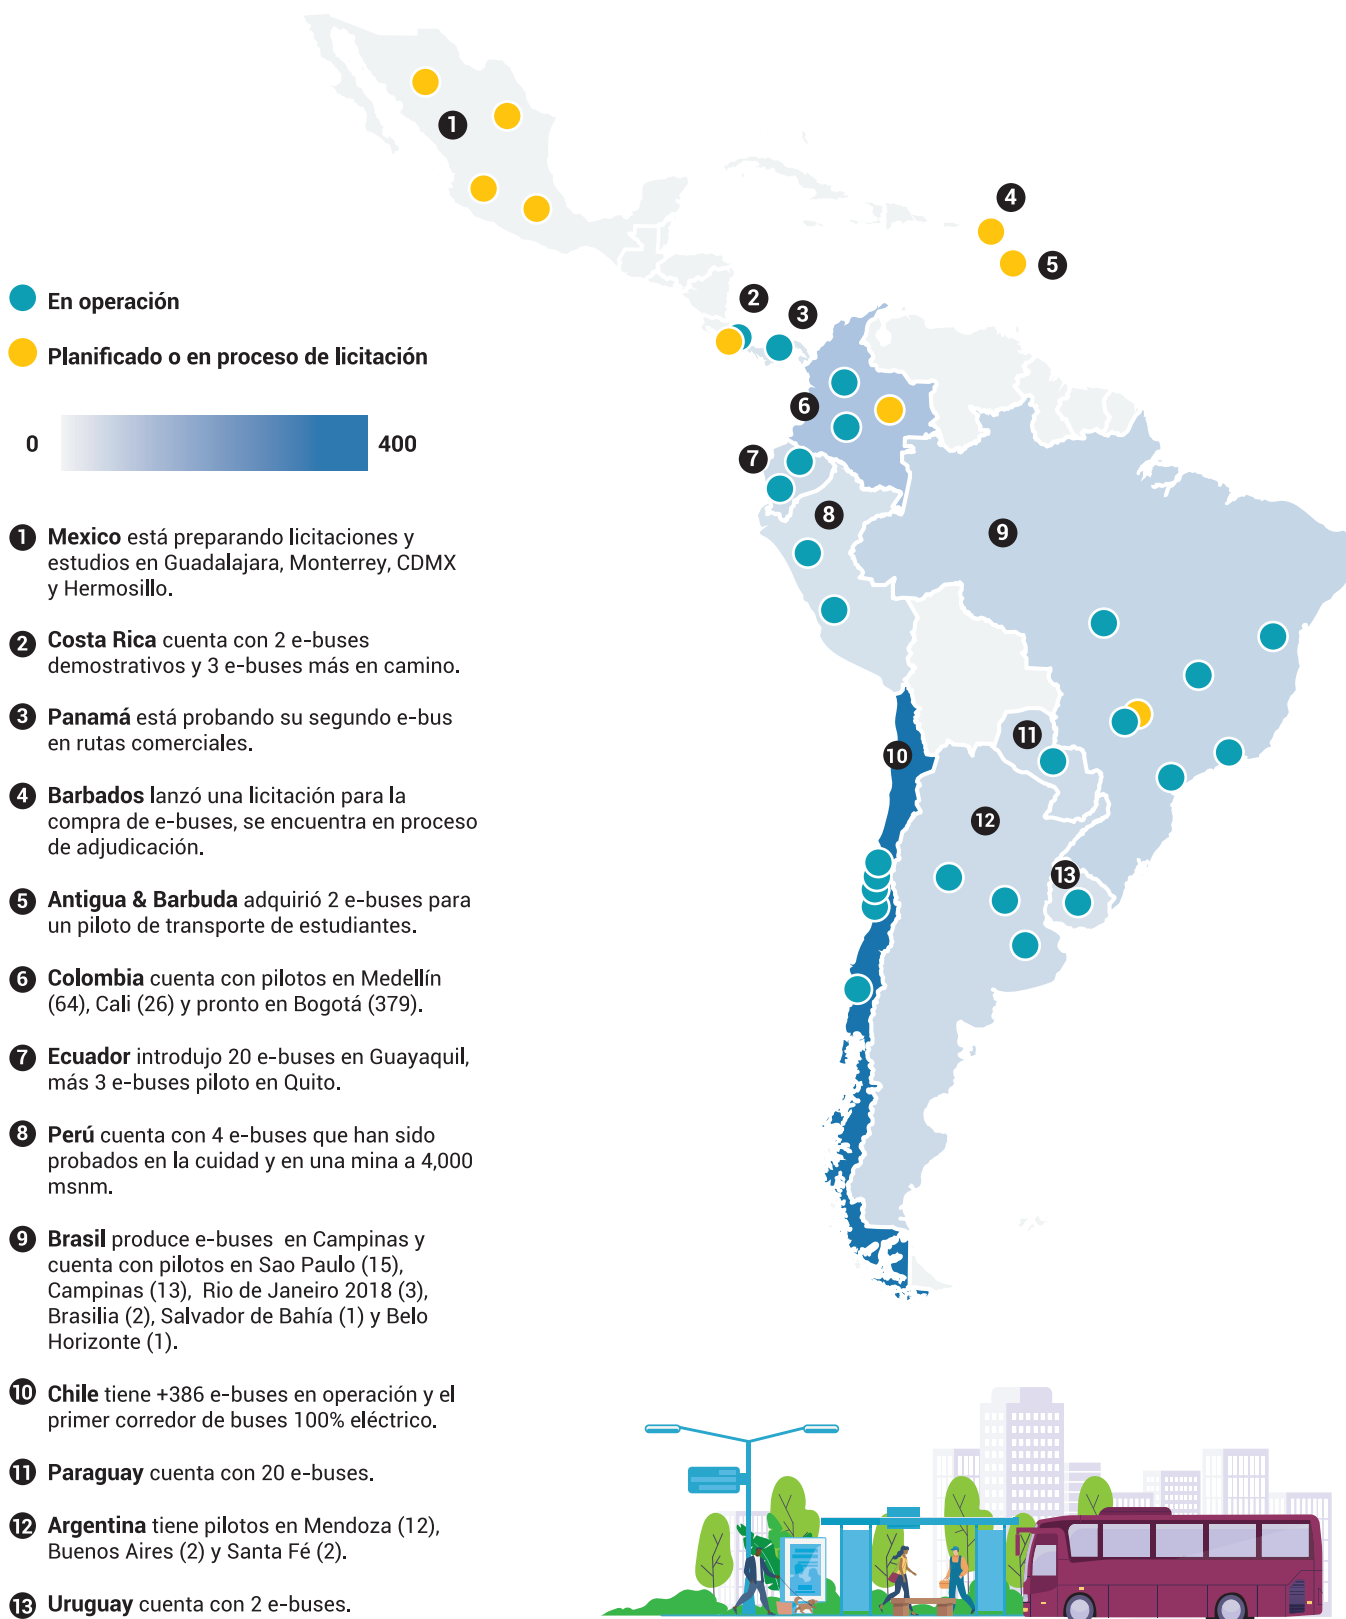 1
4
5
2
3
En operación
Planificado o en proceso de licitación
0
400
6
7
8
9
10
11
12
13
1 Mexico está preparando licitaciones y
estudios en Guadalajara, Monterrey, CDMX
y Hermosillo.
2 Costa Rica cuenta con 2 e-buses
demostrativos y 3 e-buses más en camino.
3 Panamá está probando su segundo e-bus
en rutas comerciales.
4 Barbados lanzó una licitación para la
compra de e-buses, se encuentra en proceso
de adjudicación.
5 Antigua & Barbuda adquirió 2 e-buses para
un piloto de transporte de estudiantes.
6 Colombia cuenta con pilotos en Medellín
(64), Cali (26) y pronto en Bogotá (379).
7 Ecuador introdujo 20 e-buses en Guayaquil,
más 3 e-buses piloto en Quito.
8 Perú cuenta con 4 e-buses que han sido
probados en la cuidad y en una mina a 4,000
msnm.
9 Brasil produce e-buses en Campinas y
cuenta con pilotos en Sao Paulo (15),
Campinas (13), Rio de Janeiro 2018 (3),
Brasilia (2), Salvador de Bahía (1) y Belo
Horizonte (1).
10 Chile tiene +386 e-buses en operación y el
primer corredor de buses 100% eléctrico.
11 Paraguay cuenta con 20 e-buses.
12 Argentina tiene pilotos en Mendoza (12),
Buenos Aires (2) y Santa Fé (2).
13 Uruguay cuenta con 2 e-buses.